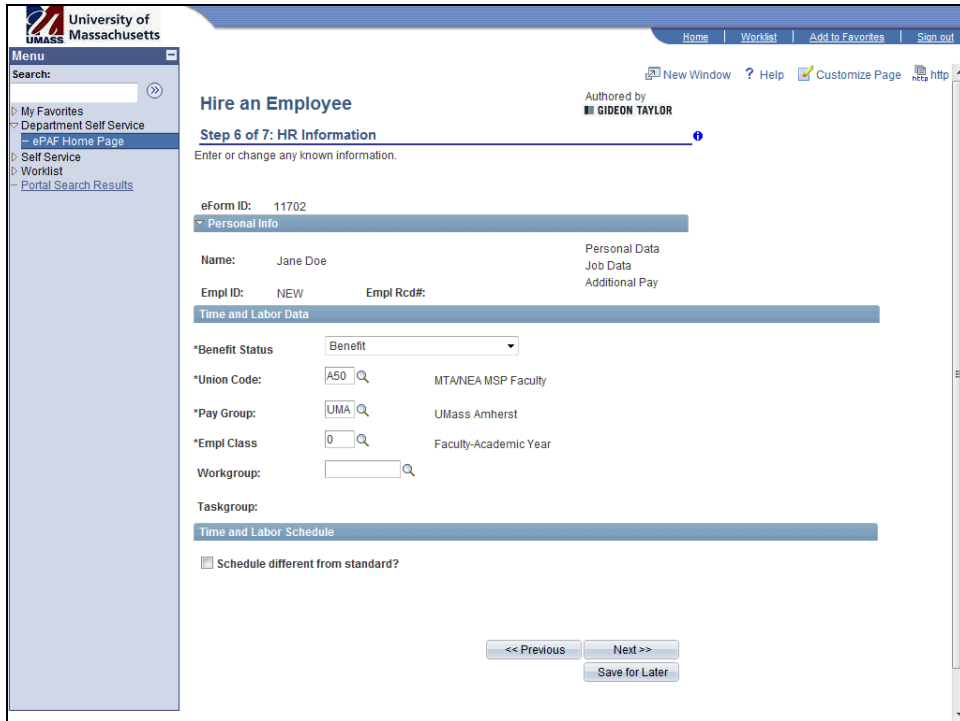 University of
UMASS Massachusetts
Home Worklist Add to Favorites Sign out
Menu
Search:
My Favorites
Department Self Service
ePAF Home Page
Self Service
Worklist
Portal Search Results
New Window ? Help Customize Page http http
Hire an Employee
Authored by
GIDEON TAYLOR
Step 6 of 7: HR Information
Enter or change any known information.
eForm ID: 11702
Personal Info
Name: Jane Doe
Personal Data
Job Data
Additional Pay
Empl ID: NEW Empl Rcd#:
Time and Labor Data
*Benefit Status Benefit
*Union Code: A50 MTA/NEA MSP Faculty
*Pay Group: UMA UMass Amherst
*Empl Class 0 Faculty-Academic Year
Workgroup:
Taskgroup:
Time and Labor Schedule
Schedule different from standard?
<< Previous Next >>
Save for Later